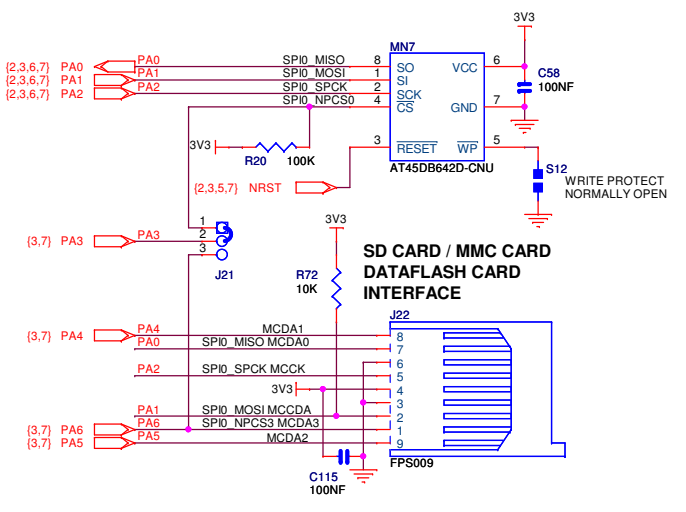 3V3
MN7
{2,3,6,7} PA0 PA0 SPI0_MISO 8 SO VCC 6
{2,3,6,7} PA1 PA1 SPI0_MOSI 1 SI
{2,3,6,7} PA2 PA2 SPI0_SPCK 2 SCK
SPI0_NPCS0 4 CS GND 7
C58
100NF
3V3 R20 100K
3 RESET WP 5
AT45DB642D-CNU
{2,3,5,7} NRST
S12
WRITE PROTECT
NORMALLY OPEN
1
{3,7} PA3 PA3 2
3
J21
3V3
R72
10K
SD CARD / MMC CARD
DATAFLASH CARD
INTERFACE
J22
{3,7} PA4 PA4 MCDA1 8
PA0 SPI0_MISO MCDA0 7
6
PA2 SPI0_SPCK MCCK 5
3V3 4
3
PA1 SPI0_MOSI MCCDA 2
{3,7} PA6 PA6 SPI0_NPCS3 MCDA3 1
{3,7} PA5 PA5 MCDA2 9
FPS009
C115
100NF